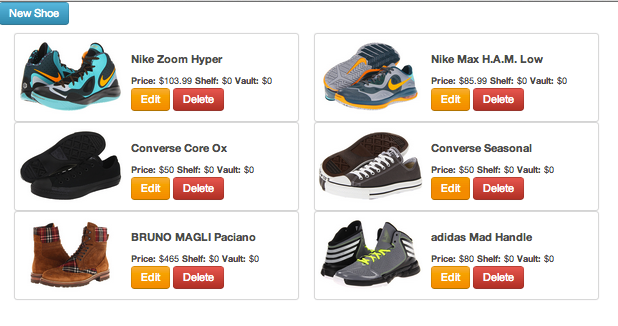 New Shoe
Nike Zoom Hyper
Price: $103.99 Shelf: $0 Vault: $0
Edit Delete
Nike Max H.A.M. Low
Price: $85.99 Shelf: $0 Vault: $0
Edit Delete
Converse Core Ox
Price: $50 Shelf: $0 Vault: $0
Edit Delete
Converse Seasonal
Price: $50 Shelf: $0 Vault: $0
Edit Delete
BRUNO MAGLI Paciano
Price: $465 Shelf: $0 Vault: $0
Edit Delete
adidas Mad Handle
Price: $80 Shelf: $0 Vault: $0
Edit Delete